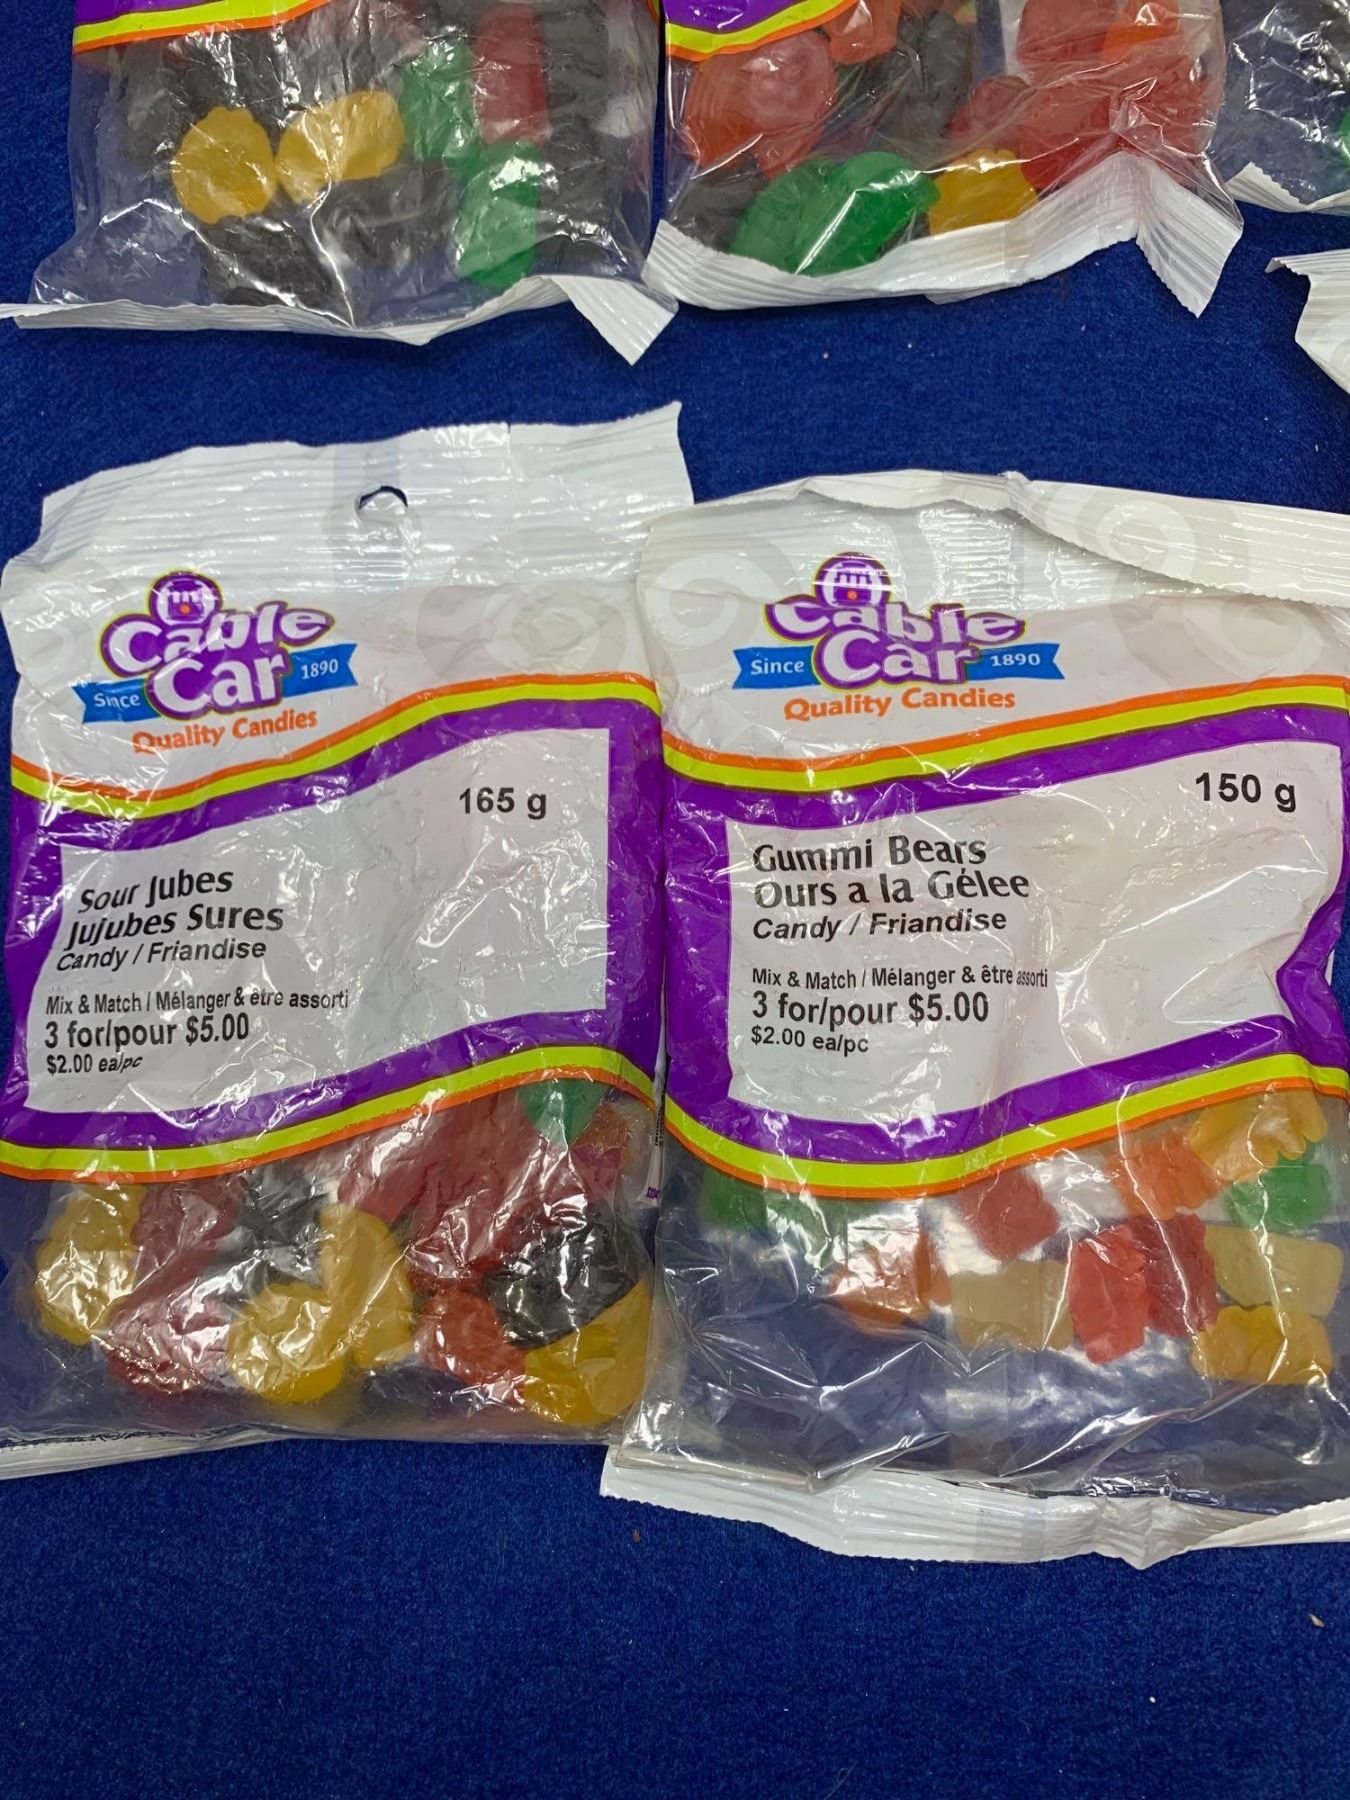 Cable
Car
Since 1890
Quality Candies
165 g
Sour Jubes
Jujubes Sures
Candy / Friandise
Mix & Match / Mélanger & être assorti
3 for/pour $5.00
$2.00 ea/pc
Cable
Car
Since 1890
Quality Candies
150 g
Gummi Bears
Ours a la Gélee
Candy / Friandise
Mix & Match / Mélanger & être assorti
3 for/pour $5.00
$2.00 ea/pc